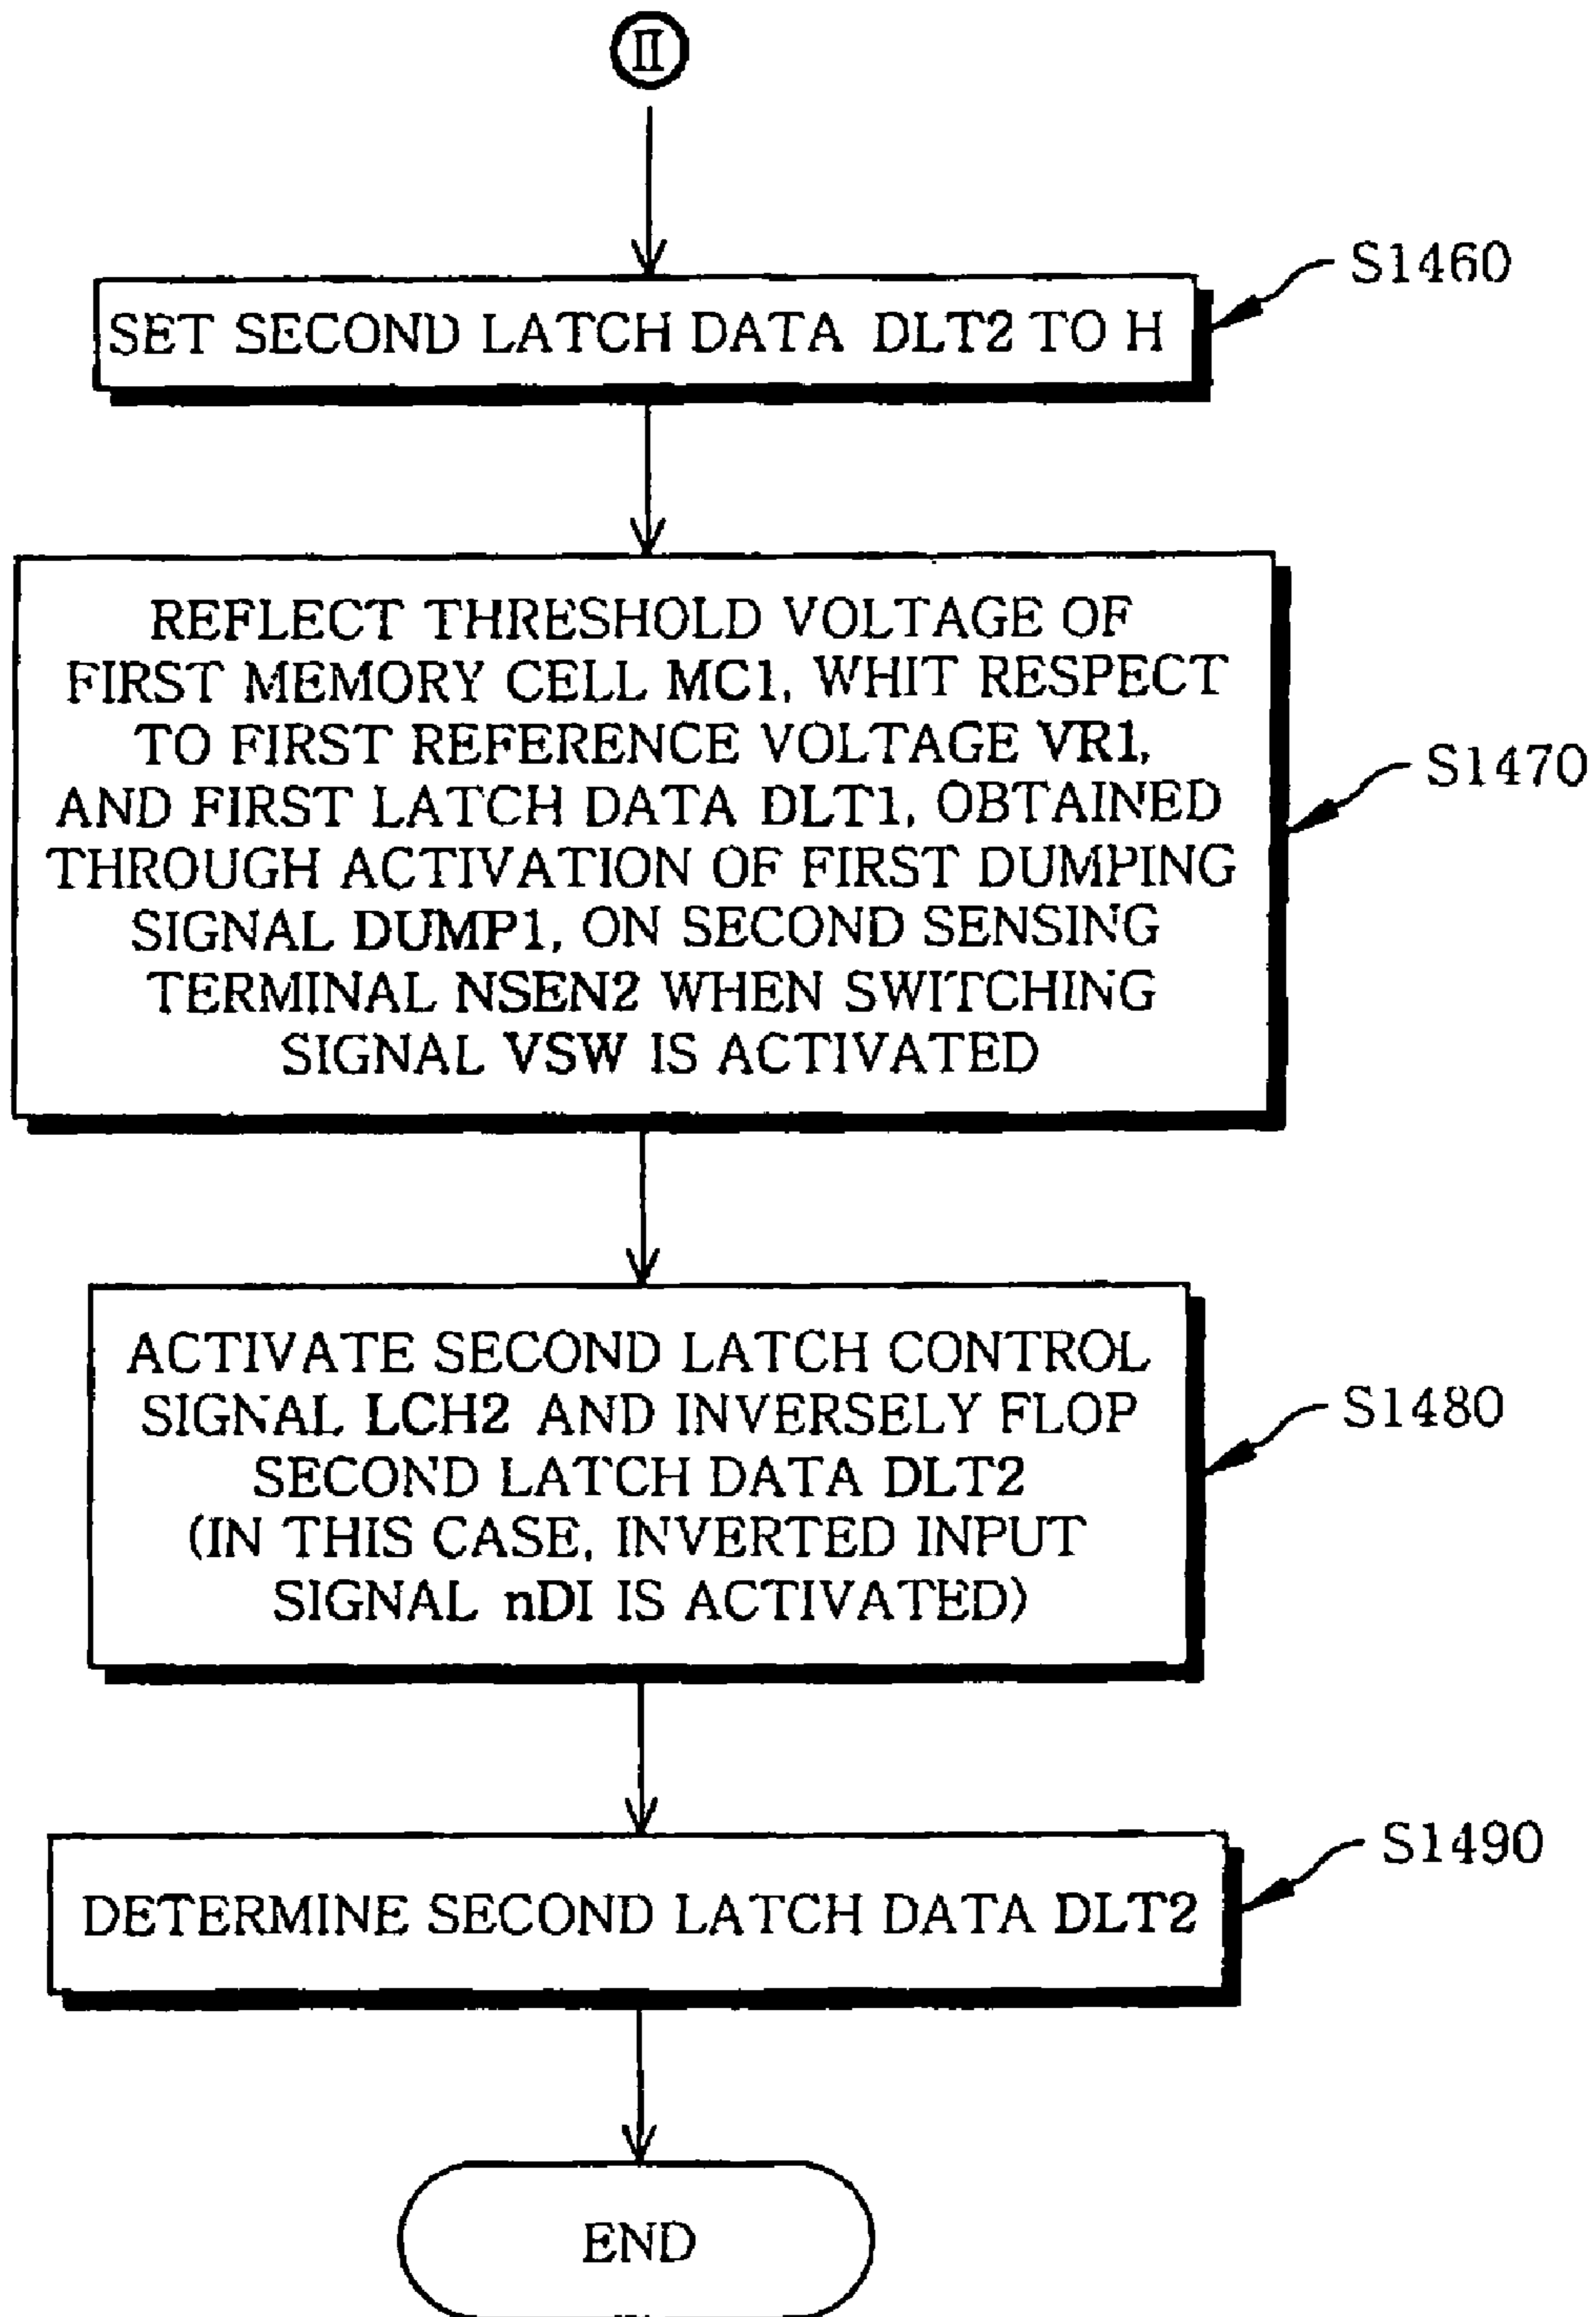 II
SET SECOND LATCH DATA DLT2 TO H
S1460
REFLECT THRESHOLD VOLTAGE OF
FIRST MEMORY CELL MC1, WHIT RESPECT
TO FIRST REFERENCE VOLTAGE VR1,
AND FIRST LATCH DATA DLT1, OBTAINED
THROUGH ACTIVATION OF FIRST DUMPING
SIGNAL DUMP1, ON SECOND SENSING
TERMINAL NSEN2 WHEN SWITCHING
SIGNAL VSW IS ACTIVATED
S1470
ACTIVATE SECOND LATCH CONTROL
SIGNAL LCH2 AND INVERSELY FLOP
SECOND LATCH DATA DLT2
(IN THIS CASE, INVERTED INPUT
SIGNAL nDI IS ACTIVATED)
S1480
DETERMINE SECOND LATCH DATA DLT2
S1490
END